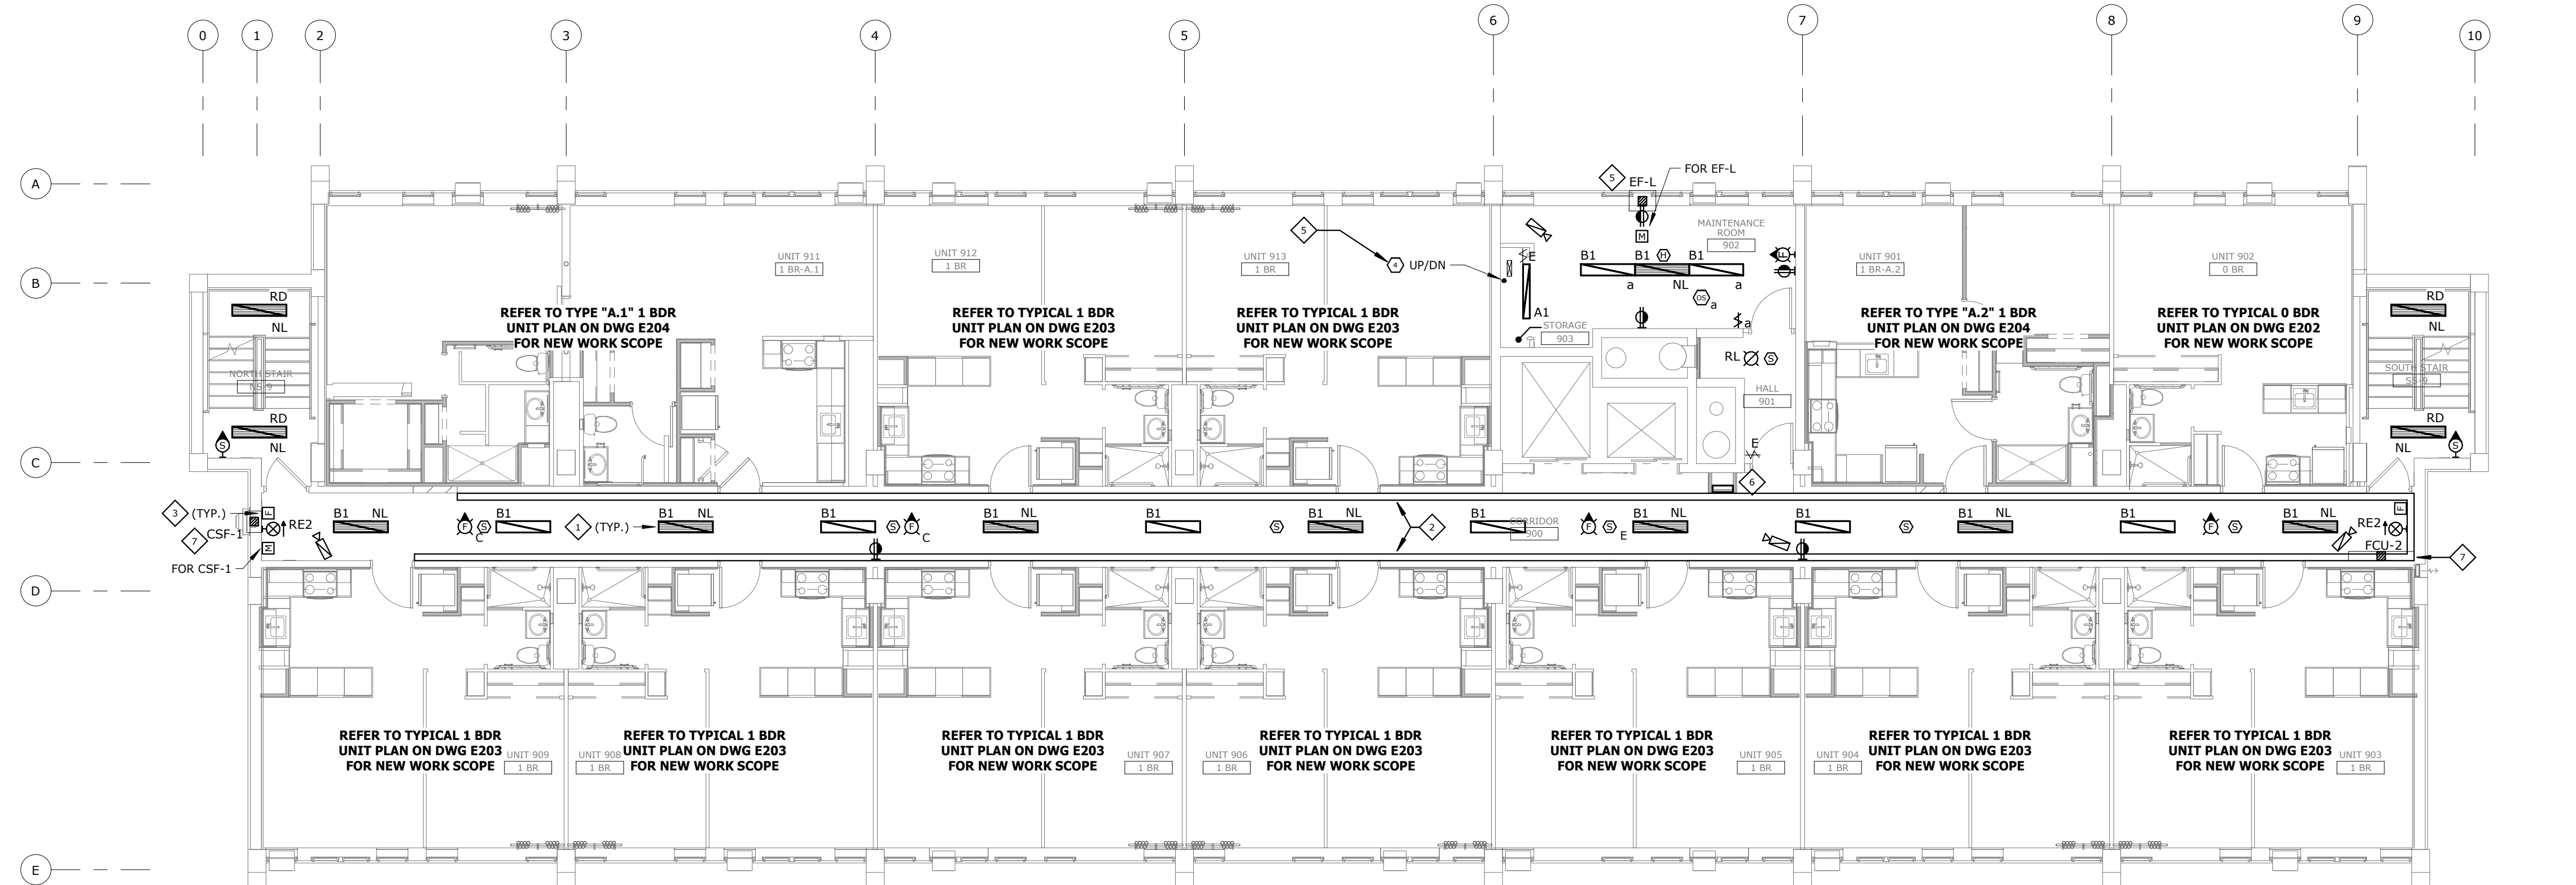 0
1
2
3
4
5
6
7
8
9
10
A
B
C
D
E
5
EF-L
FOR EF-L
M
MAINTENANCE
ROOM
902
E
B1
B1
H
B1
F
a
NL
a
OS
a
A1
STORAGE
903
a
RL
S
HALL
901
E
6
5
4
UP/DN
UNIT 911
1 BR-A.1
REFER TO TYPE "A.1" 1 BDR
UNIT PLAN ON DWG E204
FOR NEW WORK SCOPE
UNIT 912
1 BR
REFER TO TYPICAL 1 BDR
UNIT PLAN ON DWG E203
FOR NEW WORK SCOPE
UNIT 913
1 BR
REFER TO TYPICAL 1 BDR
UNIT PLAN ON DWG E203
FOR NEW WORK SCOPE
UNIT 901
1 BR-A.2
REFER TO TYPE "A.2" 1 BDR
UNIT PLAN ON DWG E204
FOR NEW WORK SCOPE
UNIT 902
0 BR
REFER TO TYPICAL 0 BDR
UNIT PLAN ON DWG E202
FOR NEW WORK SCOPE
RD
NL
NORTH STAIR
NS-9
RD
NL
S
RD
NL
SOUTH STAIR
SS-9
RD
NL
S
3
(TYP.)
F
RE2
7
CSF-1
M
FOR CSF-1
B1 NL
F
C
S
B1
1
(TYP.)
B1 NL
B1
S
F
C
B1 NL
B1
S
B1 NL
2
B1
CORRIDOR
900
F
S
E
B1 NL
B1
S
B1 NL
B1
F
S
B1 NL
F
RE2
FCU-2
7
REFER TO TYPICAL 1 BDR
UNIT PLAN ON DWG E203
FOR NEW WORK SCOPE
UNIT 909
1 BR
UNIT 908
1 BR
REFER TO TYPICAL 1 BDR
UNIT PLAN ON DWG E203
FOR NEW WORK SCOPE
REFER TO TYPICAL 1 BDR
UNIT PLAN ON DWG E203
FOR NEW WORK SCOPE
UNIT 907
1 BR
UNIT 906
1 BR
REFER TO TYPICAL 1 BDR
UNIT PLAN ON DWG E203
FOR NEW WORK SCOPE
REFER TO TYPICAL 1 BDR
UNIT PLAN ON DWG E203
FOR NEW WORK SCOPE
UNIT 905
1 BR
UNIT 904
1 BR
REFER TO TYPICAL 1 BDR
UNIT PLAN ON DWG E203
FOR NEW WORK SCOPE
REFER TO TYPICAL 1 BDR
UNIT PLAN ON DWG E203
FOR NEW WORK SCOPE
UNIT 903
1 BR